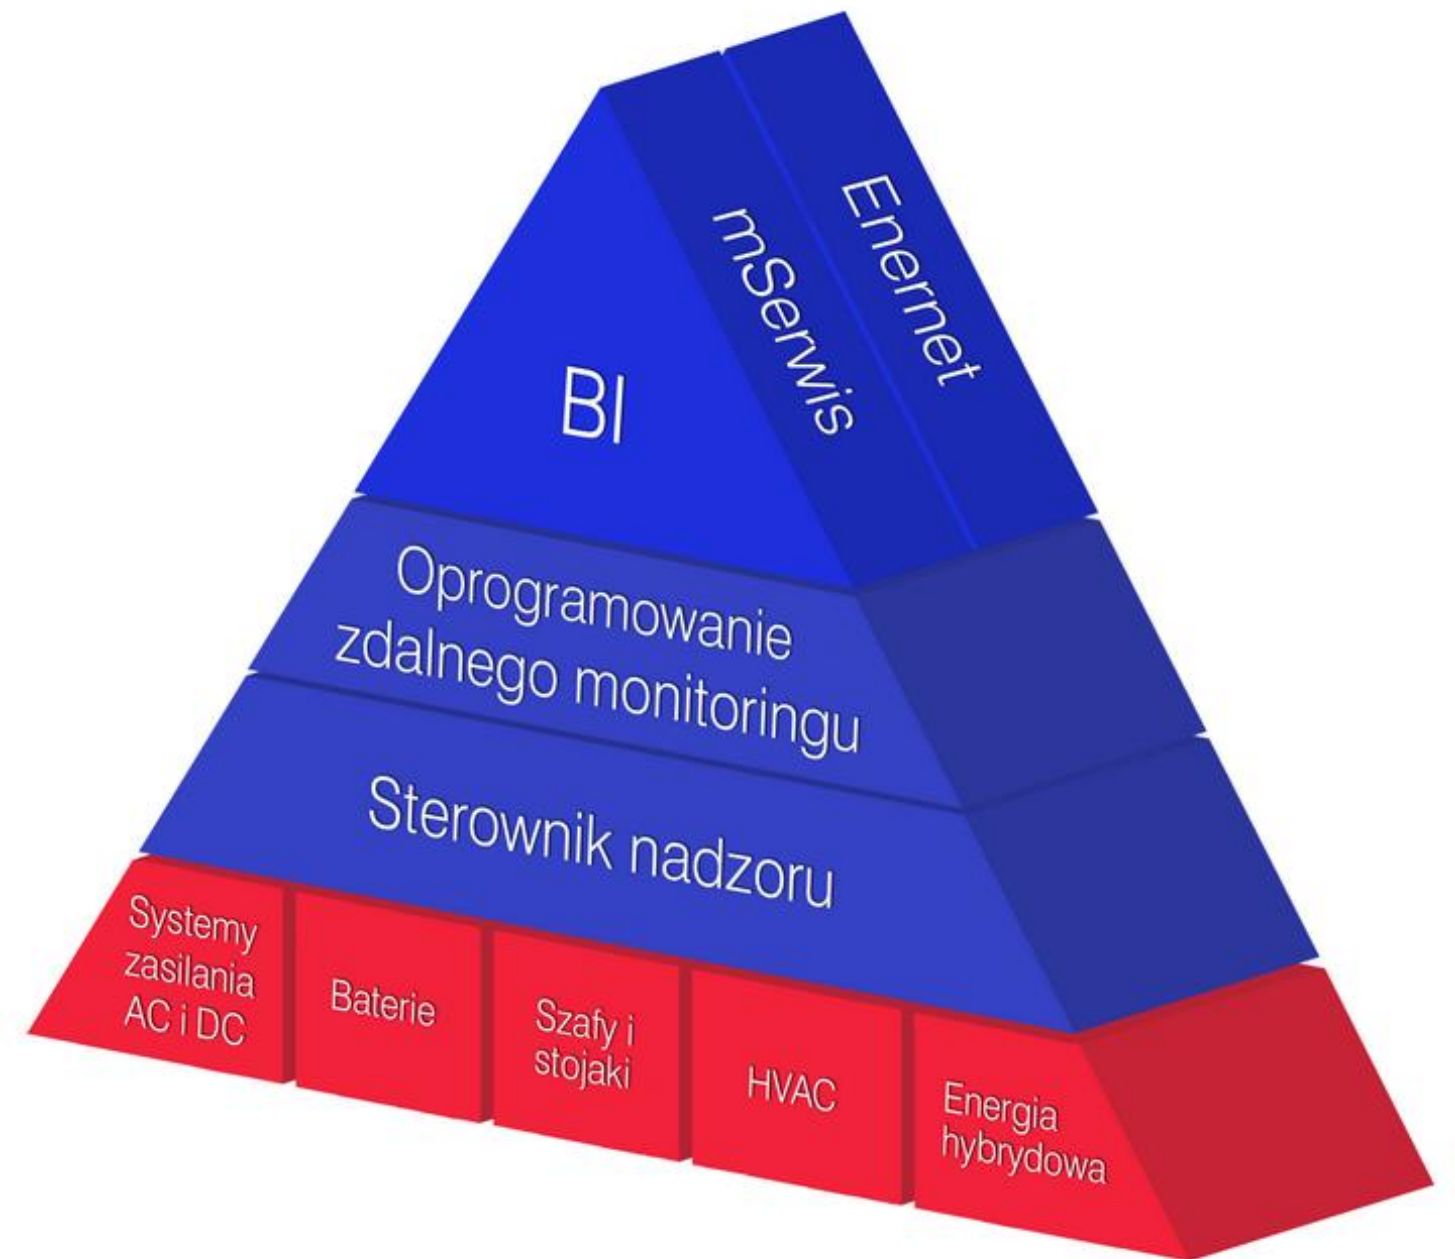 Enernet
mSerwis
BI
Oprogramowanie
zdalnego monitoringu
Sterownik nadzoru
Systemy
zasilania
AC i DC
Baterie
Szafy i
stojaki
HVAC
Energia
hybrydowa